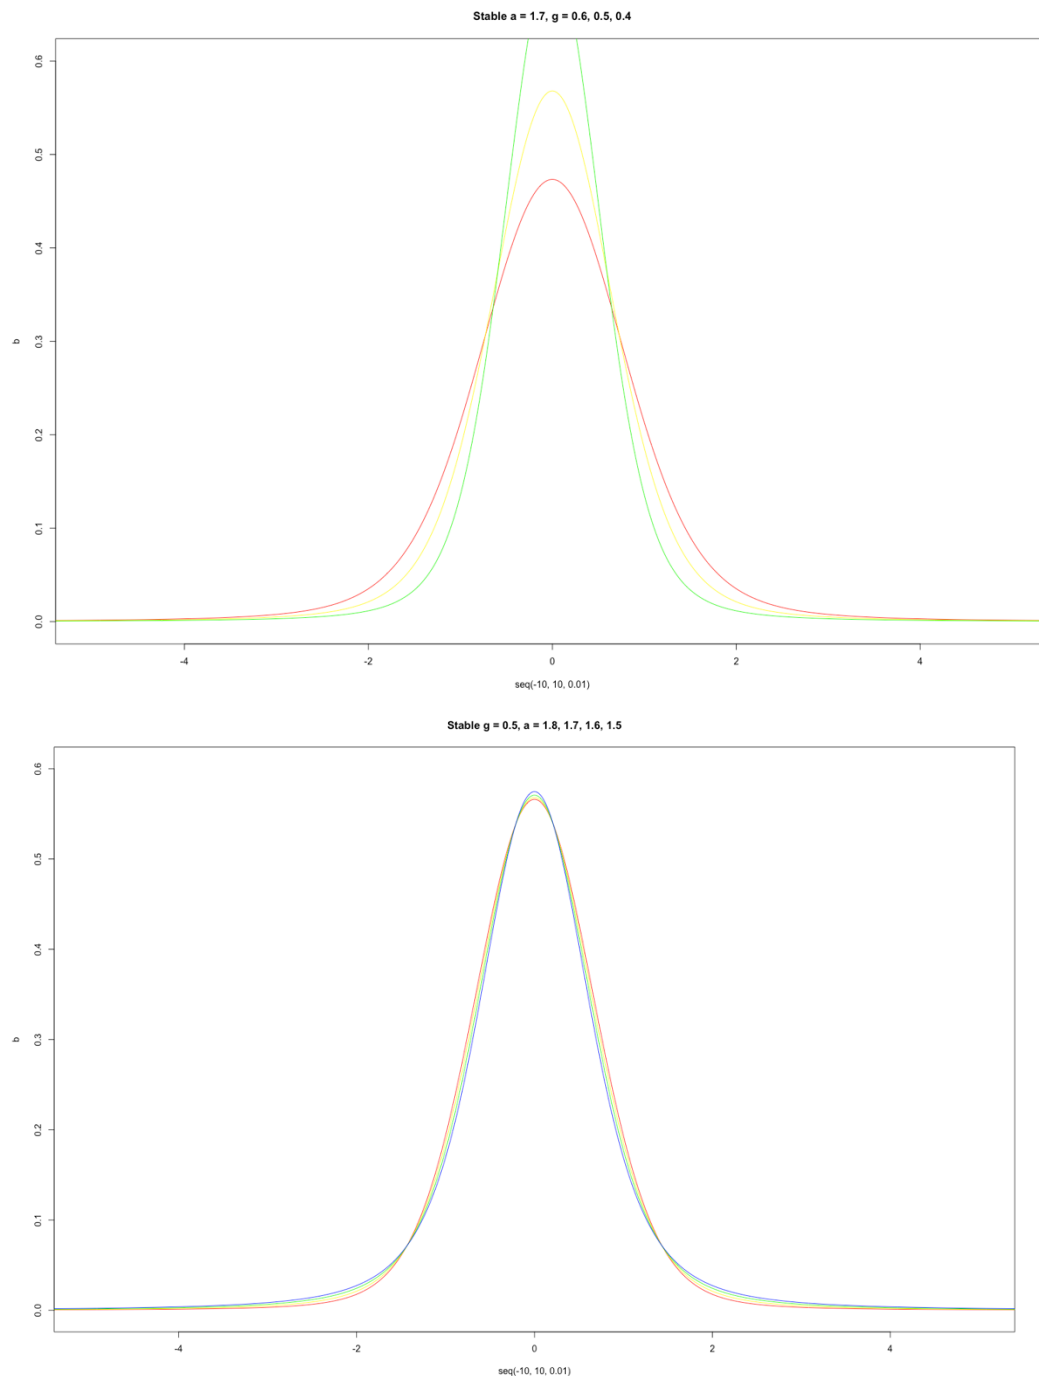 Stable a = 1.7, g = 0.6, 0.5, 0.4
0.6
0.5
0.4
0.3
0.2
0.1
0.0
b
-4 -2 0 2 4
seq(-10, 10, 0.01)
Stable g = 0.5, a = 1.8, 1.7, 1.6, 1.5
0.6
0.5
0.4
0.3
0.2
0.1
0.0
b
-4 -2 0 2 4
seq(-10, 10, 0.01)